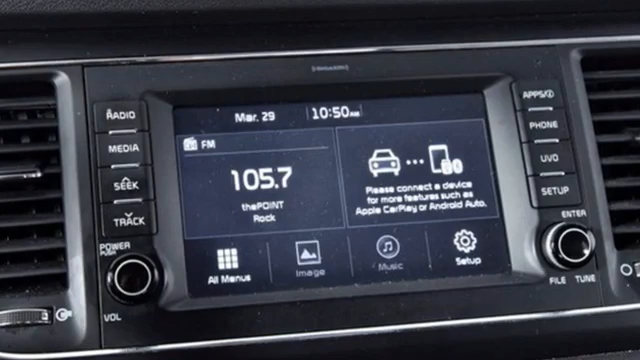 SiriusXM
RADIO
MEDIA
SEEK
TRACK
POWER
PUSH
VOL
Mar. 29 10:50AM
FM
105.7
thePOINT
Rock
Please connect a device
for more features such as
Apple CarPlay or Android Auto.
All Menus
Image
Music
Setup
APPS/
PHONE
UVO
SETUP
ENTER
FILE TUNE